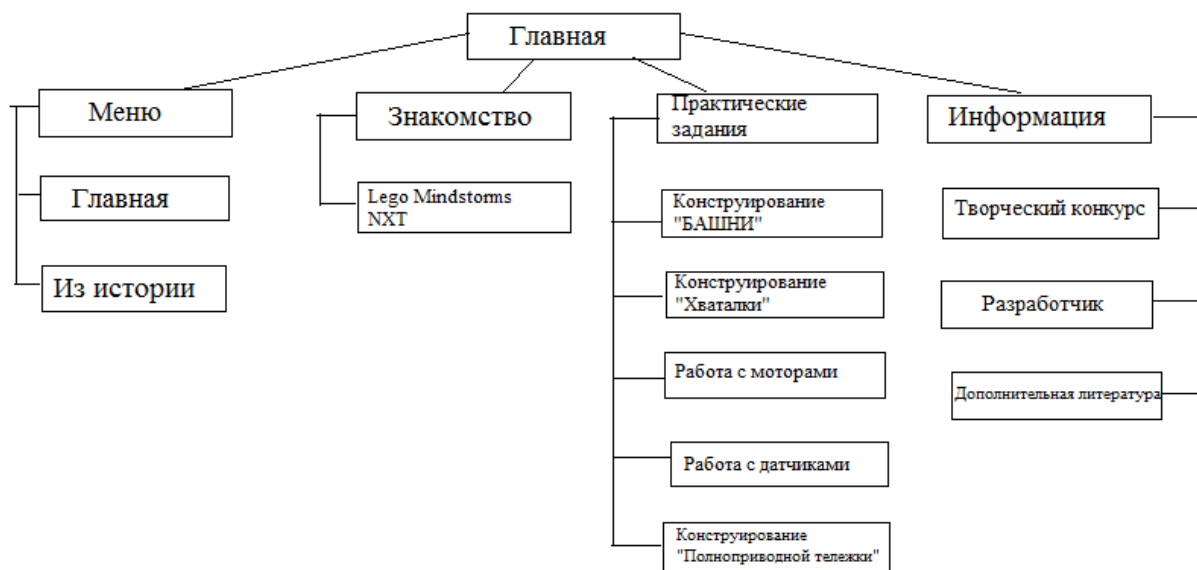 Главная
Меню
Главная
Из истории
Знакомство
Lego Mindstorms
NXT
Практические
задания
Конструирование
"БАШНИ"
Конструирование
"Хваталки"
Работа с моторами
Работа с датчиками
Конструирование
"Полноприводной тележки"
Информация
Творческий конкурс
Разработчик
Дополнительная литература